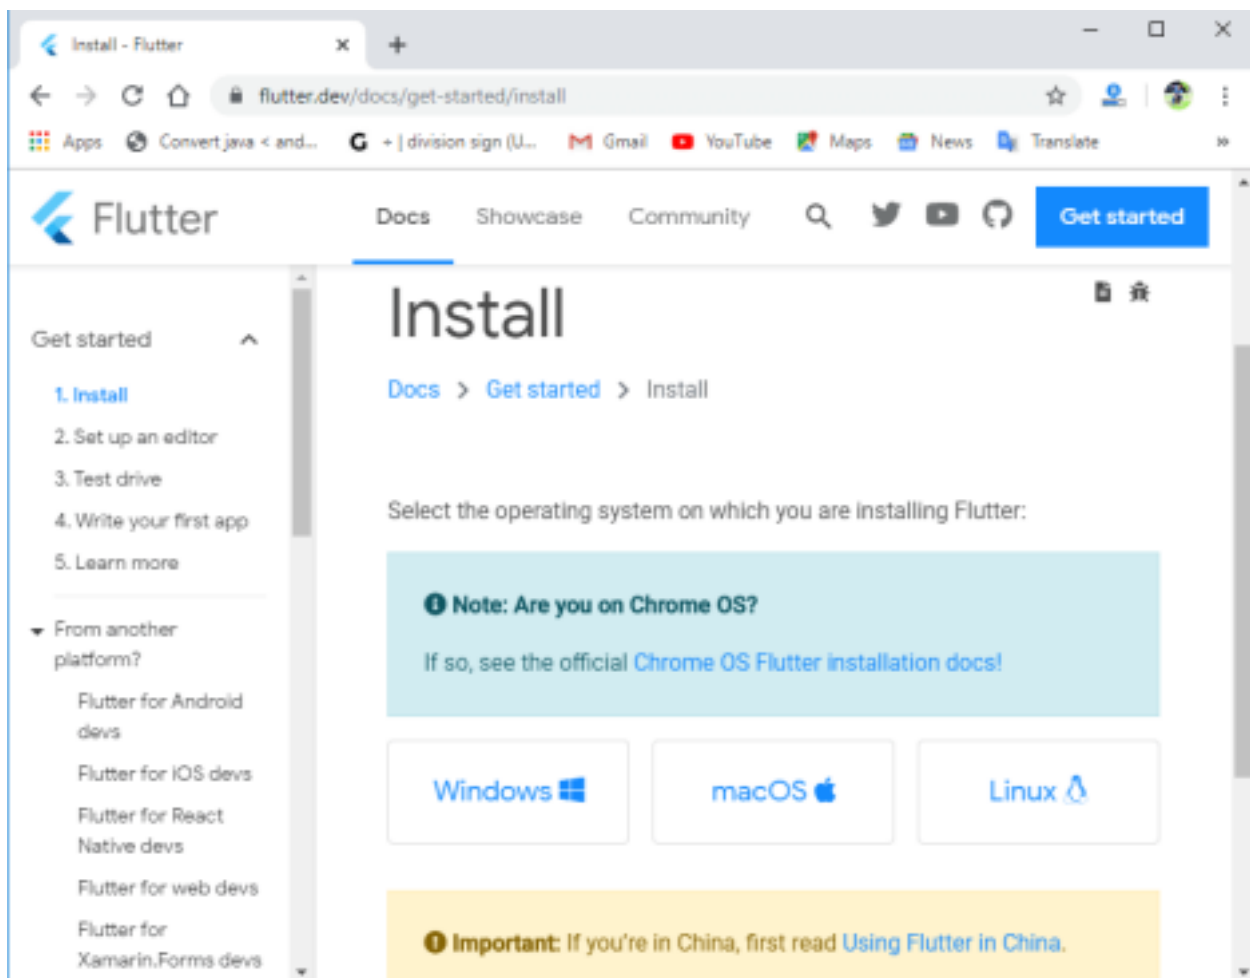 Install - Flutter
flutter.dev/docs/get-started/install
Apps Convert java < and... G + | division sign (U... Gmail YouTube Maps News Translate »
Flutter Docs Showcase Community Get started
Get started
1. Install
2. Set up an editor
3. Test drive
4. Write your first app
5. Learn more
From another
platform?
Flutter for Android
devs
Flutter for iOS devs
Flutter for React
Native devs
Flutter for web devs
Flutter for
Xamarin.Forms devs
Install
Docs > Get started > Install
Select the operating system on which you are installing Flutter:
Note: Are you on Chrome OS?
If so, see the official Chrome OS Flutter installation docs!
Windows macOS Linux
Important: If you're in China, first read Using Flutter in China.